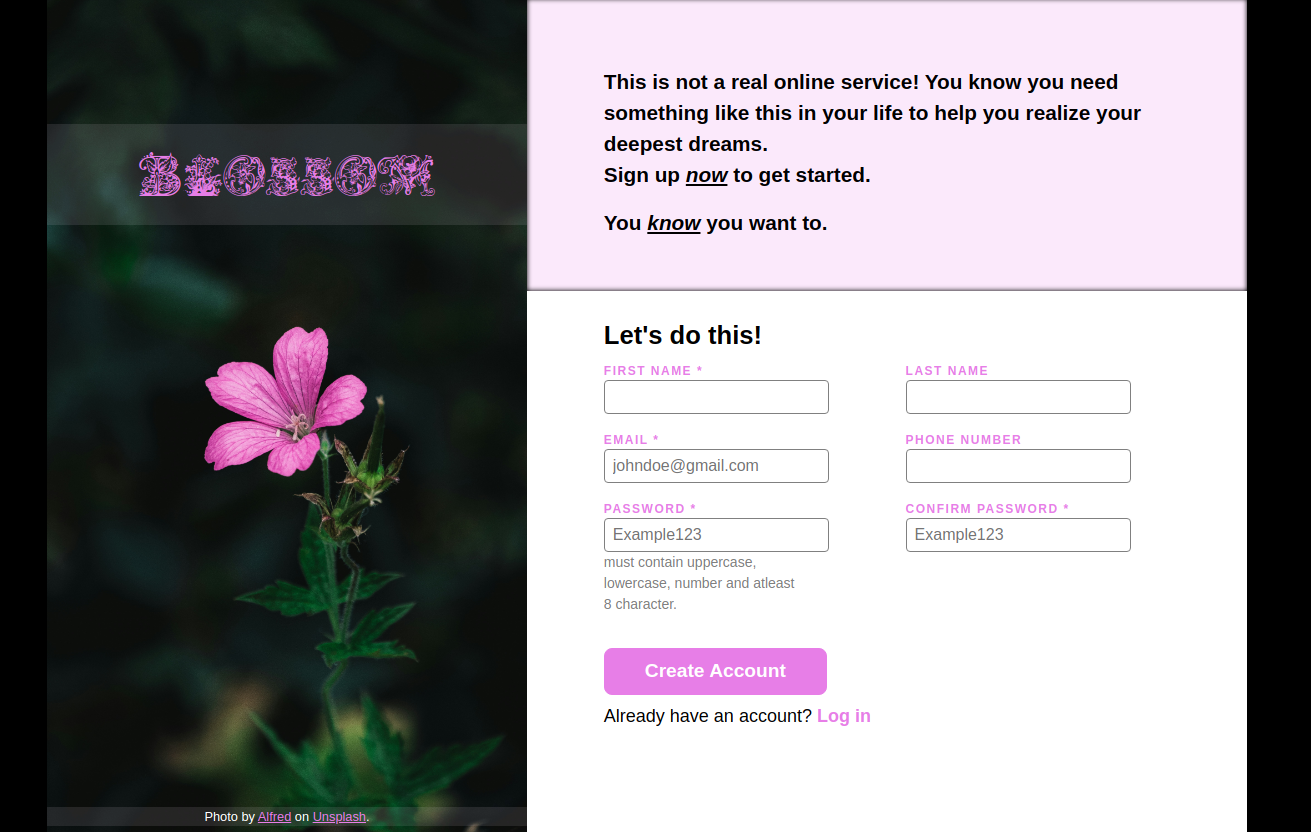 BLOSSOM
This is not a real online service! You know you need
something like this in your life to help you realize your
deepest dreams.
Sign up now to get started.
You know you want to.
Let's do this!
FIRST NAME *
LAST NAME
EMAIL *
PHONE NUMBER
johndoe@gmail.com
PASSWORD *
CONFIRM PASSWORD *
Example123
Example123
must contain uppercase,
lowercase, number and atleast
8 character.
Create Account
Already have an account? Log in
Photo by Alfred on Unsplash.